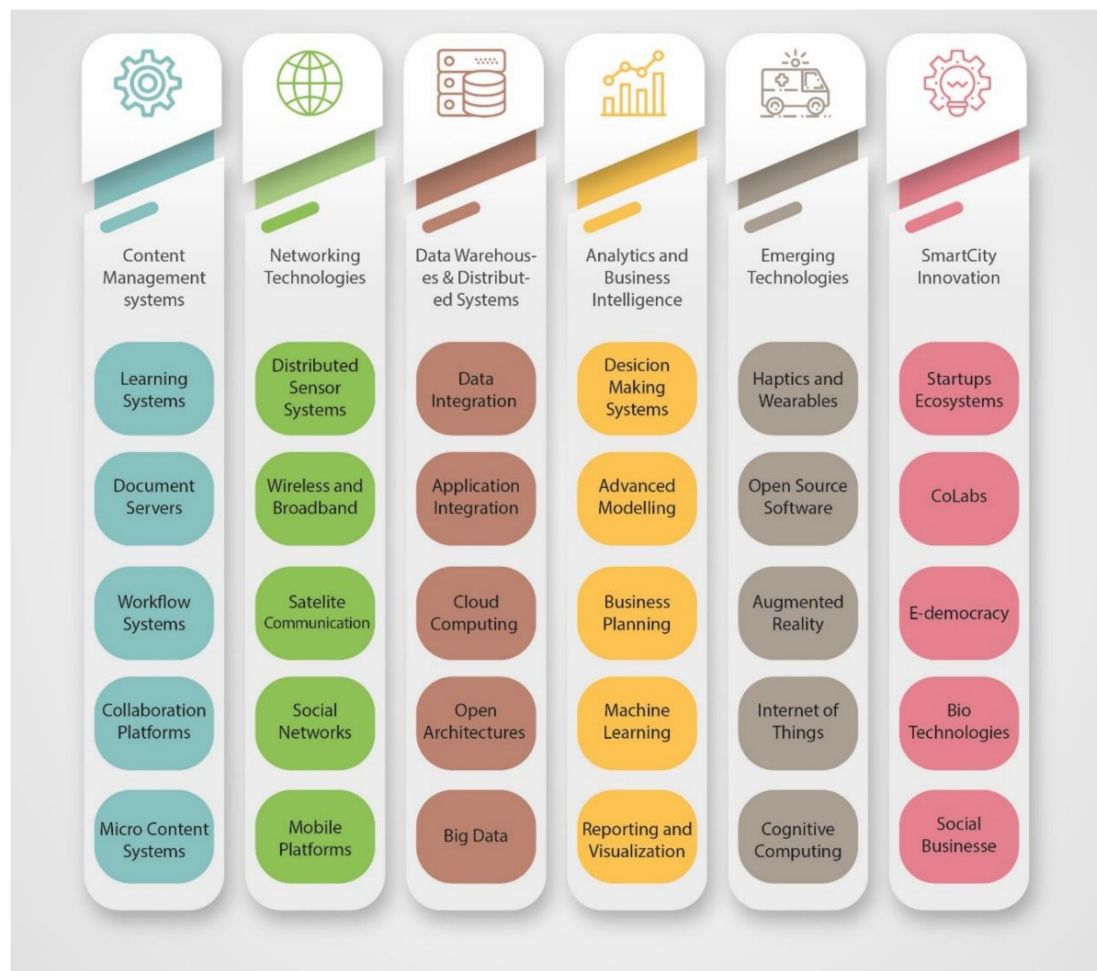 Content
Management
systems
Learning
Systems
Document
Servers
Workflow
Systems
Collaboration
Platforms
Micro Content
Systems
Networking
Technologies
Distributed
Sensor
Systems
Wireless and
Broadband
Satelite
Communication
Social
Networks
Mobile
Platforms
Data Warehous-
es & Distribut-
ed Systems
Data
Integration
Application
Integration
Cloud
Computing
Open
Architectures
Big Data
Analytics and
Business
Intelligence
Desicion
Making
Systems
Advanced
Modelling
Business
Planning
Machine
Learning
Reporting and
Visualization
Emerging
Technologies
Haptics and
Wearables
Open Source
Software
Augmented
Reality
Internet of
Things
Cognitive
Computing
SmartCity
Innovation
Startups
Ecosystems
CoLabs
E-democracy
Bio
Technologies
Social
Businesse